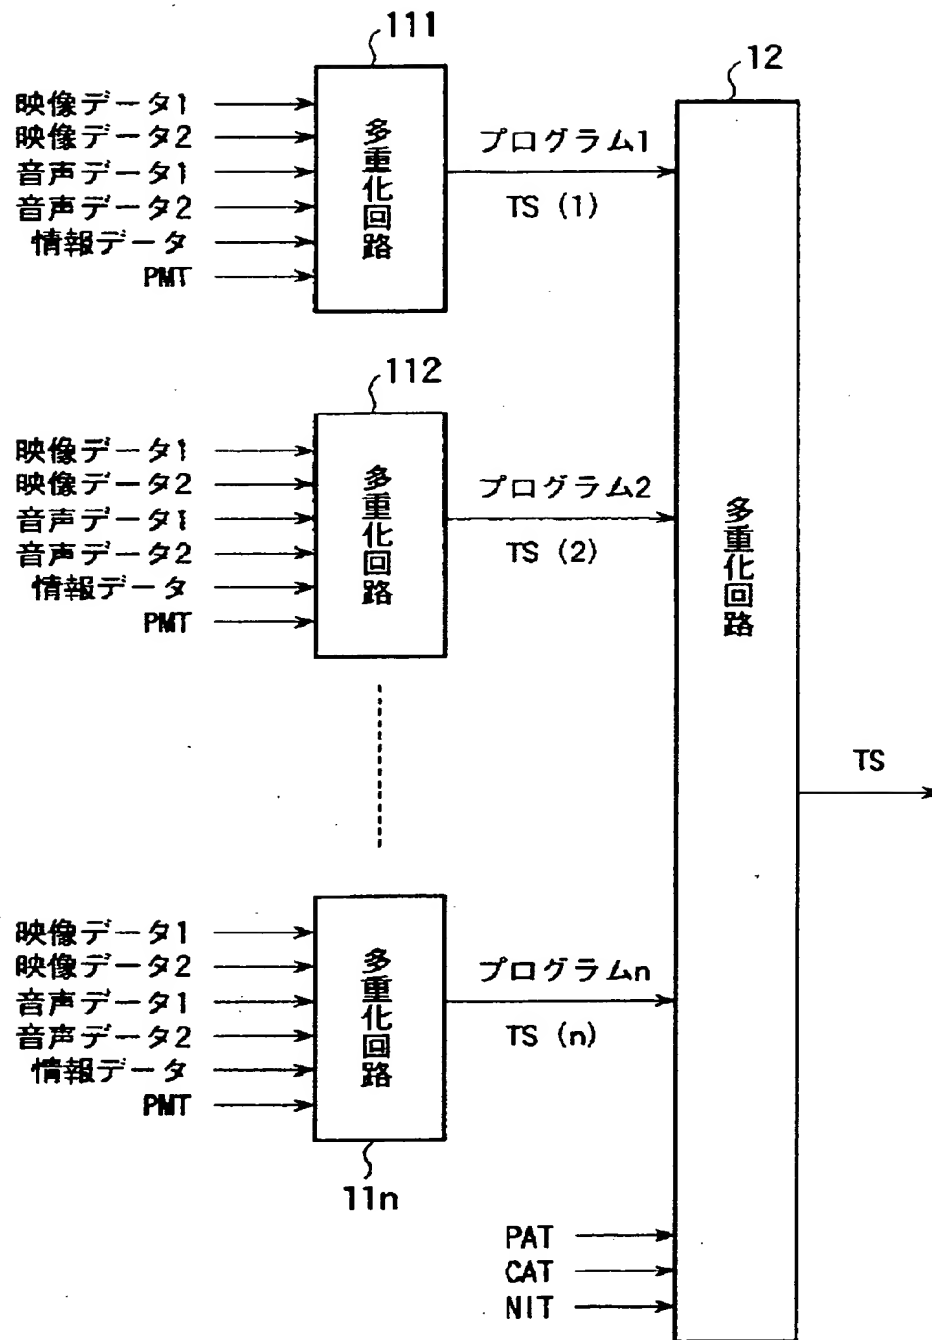 111
映像データ1
映像データ2
音声データ1
音声データ2
情報データ
PMT
多重化回路
プログラム1
TS (1)
12
多重化回路
112
映像データ1
映像データ2
音声データ1
音声データ2
情報データ
PMT
多重化回路
プログラム2
TS (2)
TS
映像データ1
映像データ2
音声データ1
音声データ2
情報データ
PMT
多重化回路
プログラムn
TS (n)
11n
PAT
CAT
NIT